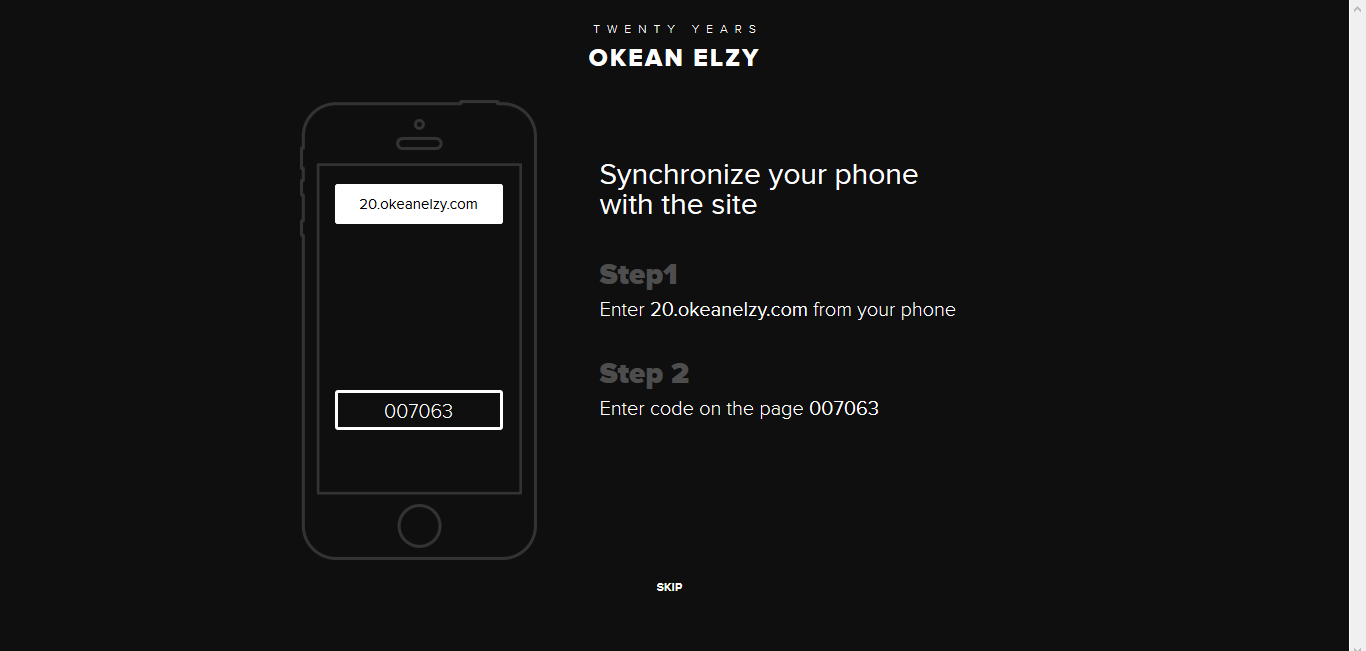 TWENTY YEARS
OKEAN ELZY
20.okeanelzy.com
007063
Synchronize your phone
with the site
Step1
Enter 20.okeanelzy.com from your phone
Step 2
Enter code on the page 007063
SKIP